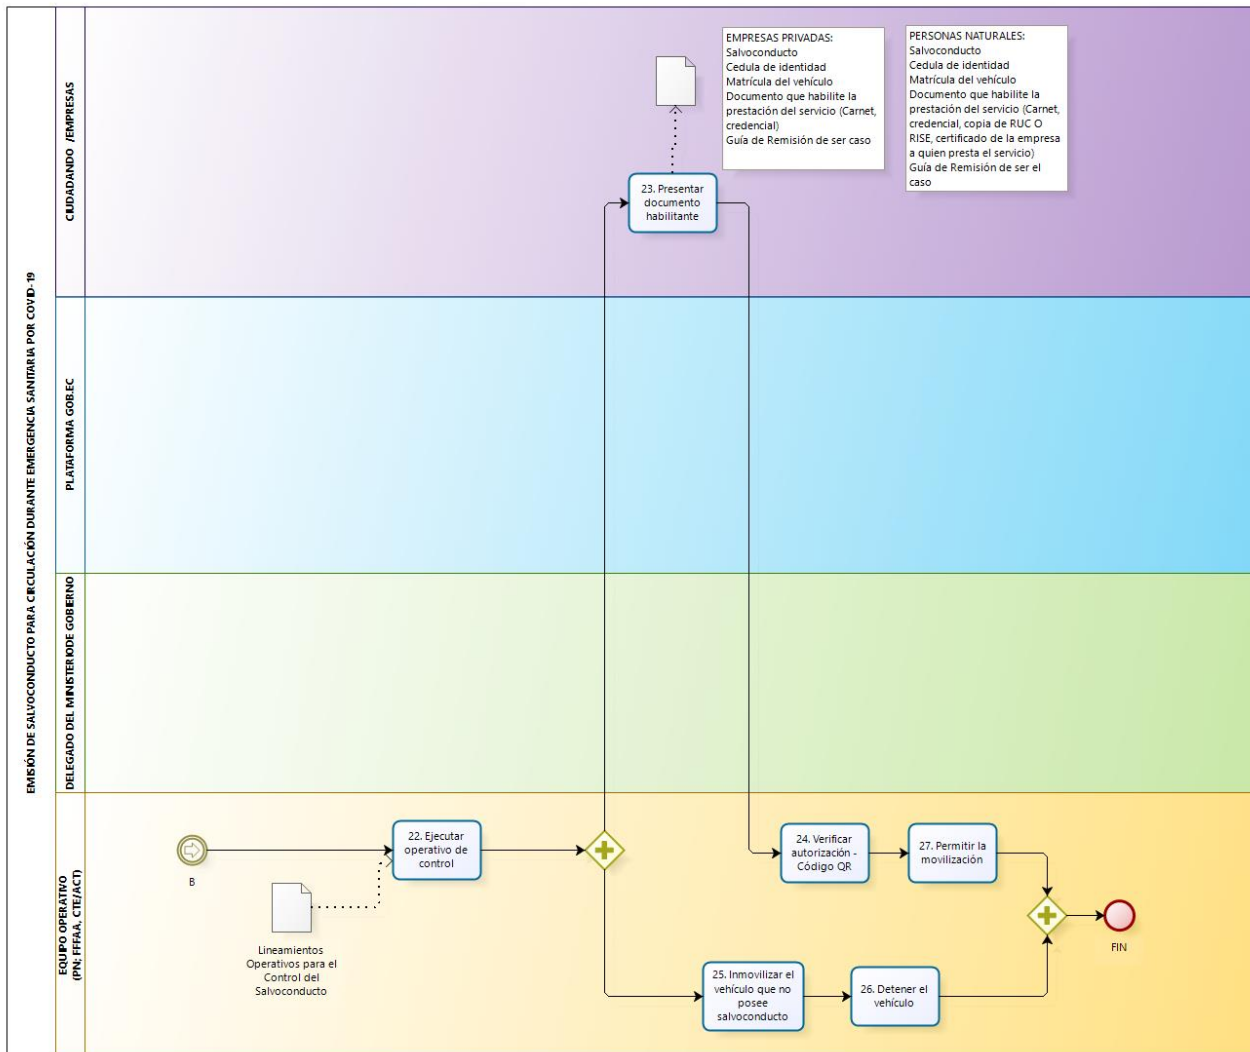 EMISIÓN DE SALVOCONDUCTO PARA CIRCULACIÓN DURANTE EMERGENCIA SANITARIA POR COVID-19
CIUDADANDO /EMPRESAS
EMPRESAS PRIVADAS:
Salvoconducto
Cedula de identidad
Matrícula del vehículo
Documento que habilite la
prestación del servicio (Carnet,
credencial)
Guía de Remisión de ser caso
PERSONAS NATURALES:
Salvoconducto
Cedula de identidad
Matrícula del vehículo
Documento que habilite la
prestación del servicio (Carnet,
credencial, copia de RUC O
RISE, certificado de la empresa
a quien presta el servicio)
Guía de Remisión de ser el
caso
23. Presentar
documento
habilitante
PLATAFORMA GOB.EC
DELEGADO DEL MINISTERIODE GOBIERNO
EQUIPO OPERATIVO
(PN; FFFAA, CTE/ACT)
B
22. Ejecutar
operativo de
control
Lineamientos
Operativos para el
Control del
Salvoconducto
24. Verificar
autorización -
Código QR
27. Permitir la
movilización
25. Inmovilizar el
vehículo que no
posee
salvoconducto
26. Detener el
vehículo
FIN